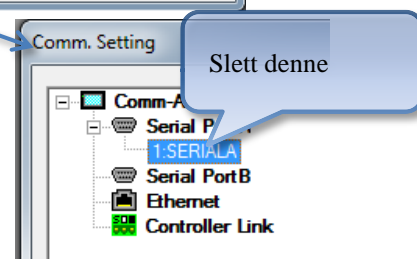 Comm. Setting
Slett denne
Comm-A
Serial P
1:SERIALA
Serial PortB
Ethernet
Controller Link